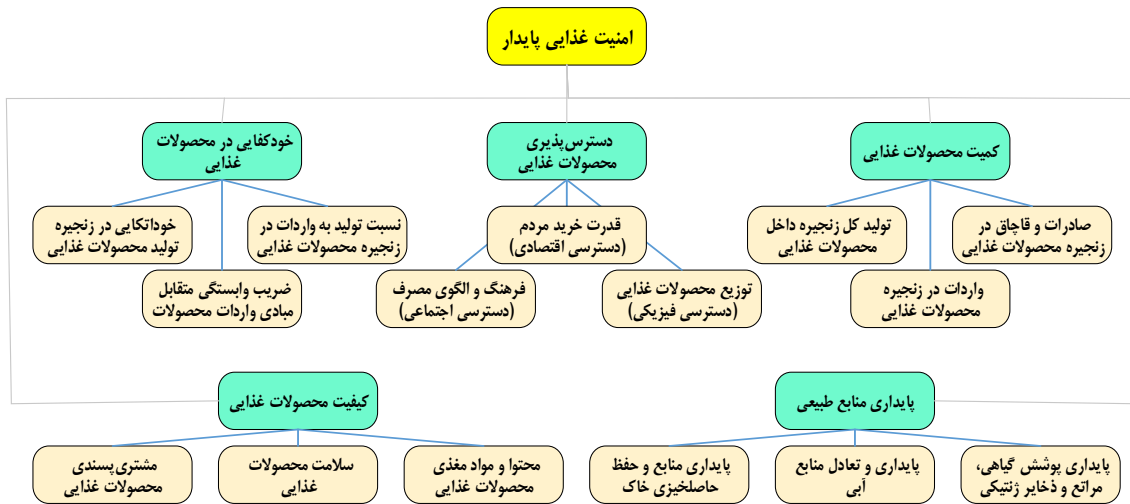 امنیت غذایی پایدار
کمیت محصولات غذایی
دسترس‌پذیری
محصولات غذایی
خودکفایی در محصولات
غذایی
صادرات و قاچاق در
زنجیره محصولات غذایی
تولید کل زنجیره داخل
محصولات غذایی
واردات در زنجیره
محصولات غذایی
قدرت خرید مردم
(دسترسی اقتصادی)
توزیع محصولات غذایی
(دسترسی فیزیکی)
فرهنگ و الگوی مصرف
(دسترسی اجتماعی)
نسبت تولید به واردات در
زنجیره محصولات غذایی
خوداتکایی در زنجیره
تولید محصولات غذایی
ضریب وابستگی متقابل
مبادی واردات محصولات
پایداری منابع طبیعی
کیفیت محصولات غذایی
پایداری پوشش گیاهی،
مراتع و ذخایر ژنتیکی
پایداری و تعادل منابع
آبی
پایداری منابع و حفظ
حاصلخیزی خاک
محتوا و مواد مغذی
محصولات غذایی
سلامت محصولات
غذایی
مشتری‌پسندی
محصولات غذایی